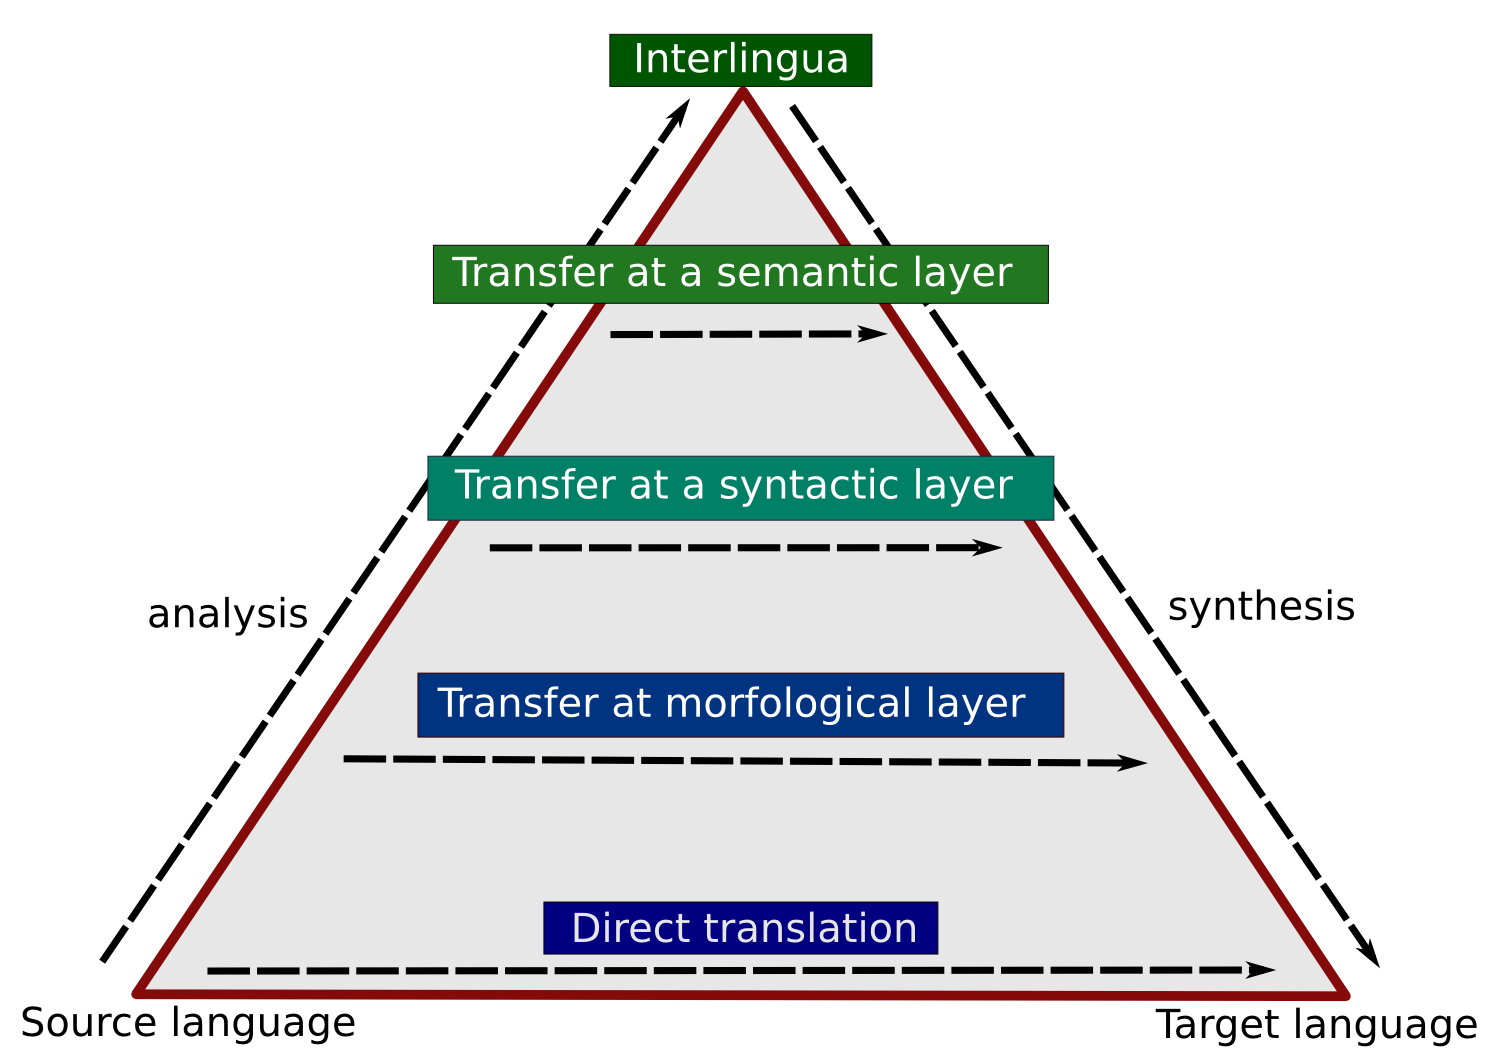 Interlingua
Transfer at a semantic layer
Transfer at a syntactic layer
analysis
synthesis
Transfer at morfological layer
Direct translation
Source language
Target language